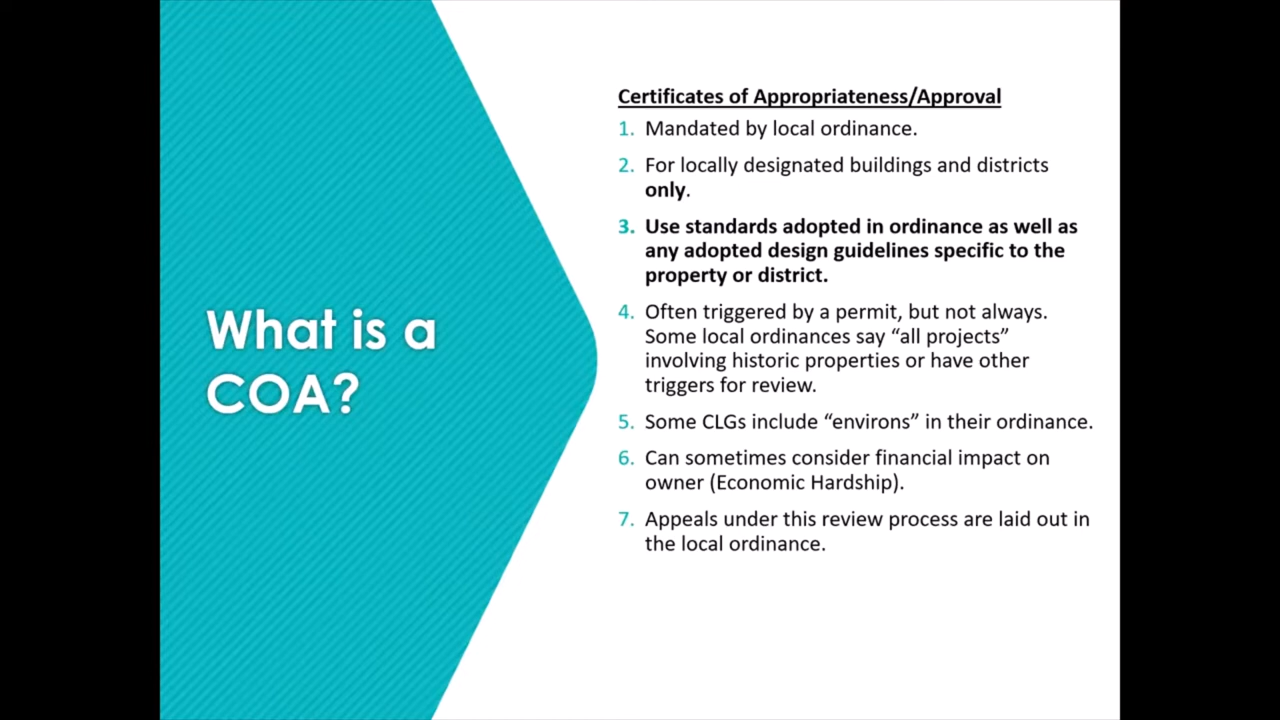 What is a
COA?
Certificates of Appropriateness/Approval
1. Mandated by local ordinance.
2. For locally designated buildings and districts
only.
3. Use standards adopted in ordinance as well as
any adopted design guidelines specific to the
property or district.
4. Often triggered by a permit, but not always.
Some local ordinances say “all projects”
involving historic properties or have other
triggers for review.
5. Some CLGs include “environs” in their ordinance.
6. Can sometimes consider financial impact on
owner (Economic Hardship).
7. Appeals under this review process are laid out in
the local ordinance.